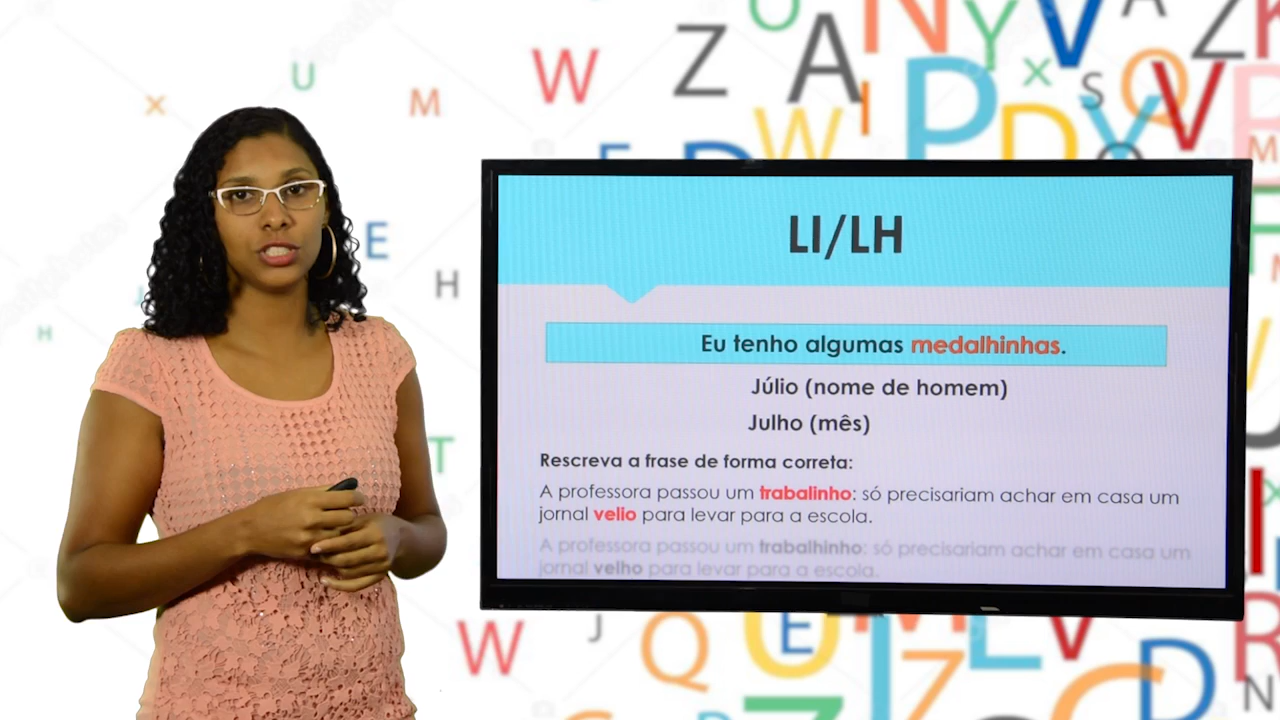 LI/LH
Eu tenho algumas medalhinhas.
Júlio (nome de homem)
Julho (mês)
Rescreva a frase de forma correta:
A professora passou um trabalinho: só precisariam achar em casa um
jornal velio para levar para a escola.
A professora passou um trabalhinho: só precisariam achar em casa um
jornal velho para levar para a escola.